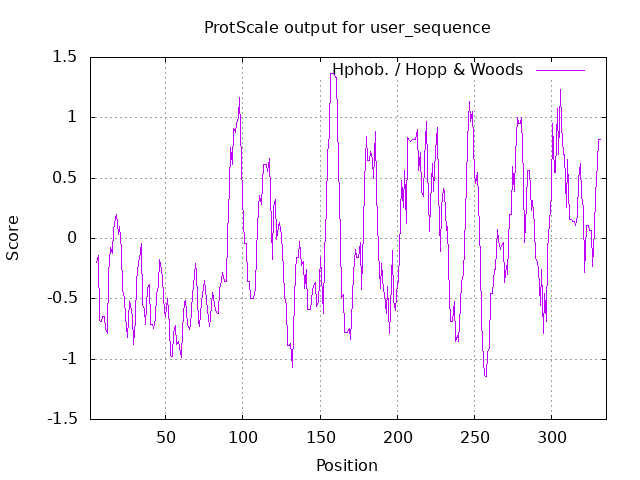 ProtScale output for user_sequence
Hphob. / Hopp & Woods
1.5
1
0.5
0
-0.5
-1
-1.5
Score
50 100 150 200 250 300
Position